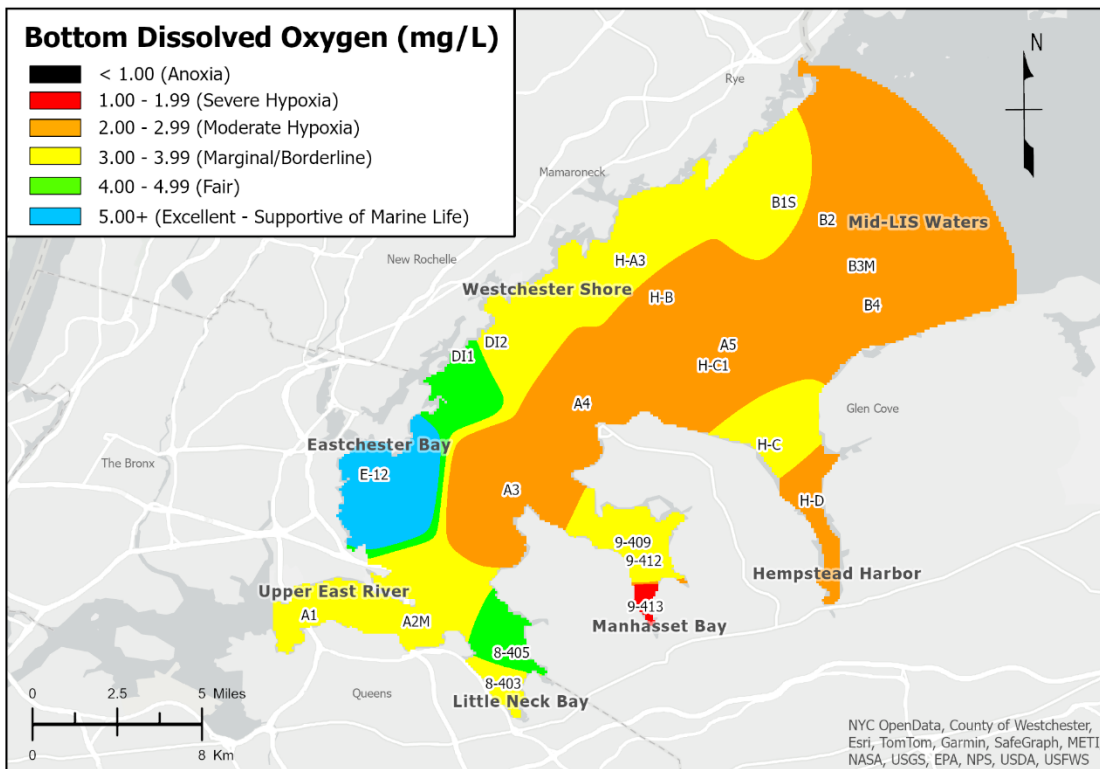 Bottom Dissolved Oxygen (mg/L)
< 1.00 (Anoxia)
1.00 - 1.99 (Severe Hypoxia)
2.00 - 2.99 (Moderate Hypoxia)
3.00 - 3.99 (Marginal/Borderline)
4.00 - 4.99 (Fair)
5.00+ (Excellent - Supportive of Marine Life)
N
Rye
Mamaroneck
B1S
B2
Mid-LIS Waters
New Rochelle
H-A3
B3M
Westchester Shore
H-B
B4
DI2
DI1
A5
H-C1
A4
Glen Cove
Eastchester Bay
H-C
The Bronx
E-12
A3
H-D
9-409
9-412
Hempstead Harbor
Upper East River
9-413
A1
A2M
Manhasset Bay
8-405
8-403
Queens
Little Neck Bay
0 2.5 5 Miles
0 8 Km
NYC OpenData, County of Westchester,
Esri, TomTom, Garmin, SafeGraph, METI
NASA, USGS, EPA, NPS, USDA, USFWS